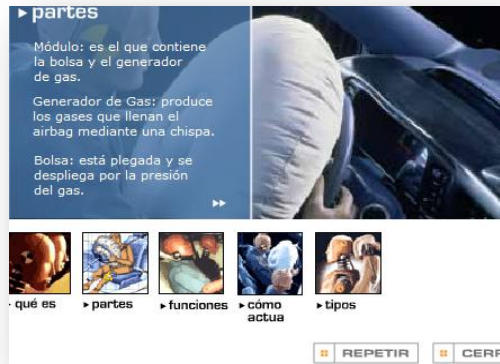 partes
Módulo: es el que contiene
la bolsa y el generador
de gas.
Generador de Gas: produce
los gases que llenan el
airbag mediante una chispa.
Bolsa: está plegada y se
despliega por la presión
del gas.
qué es
partes
funciones
cómo
actua
tipos
REPETIR
CERR